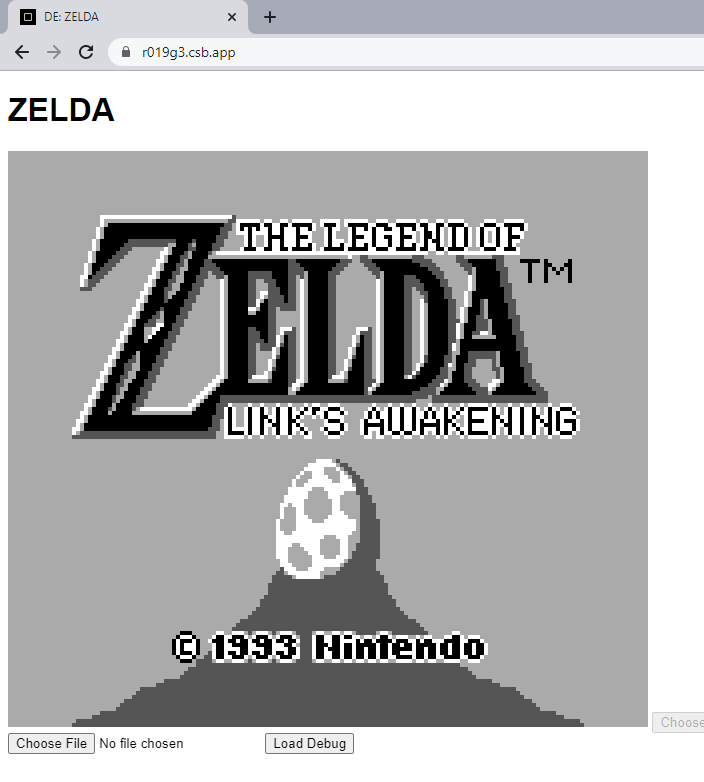 DE: ZELDA
r019g3.csb.app
ZELDA
THE LEGEND OF
ZELDA™
LINK'S AWAKENING
© 1993 Nintendo
Choose
Choose File No file chosen Load Debug